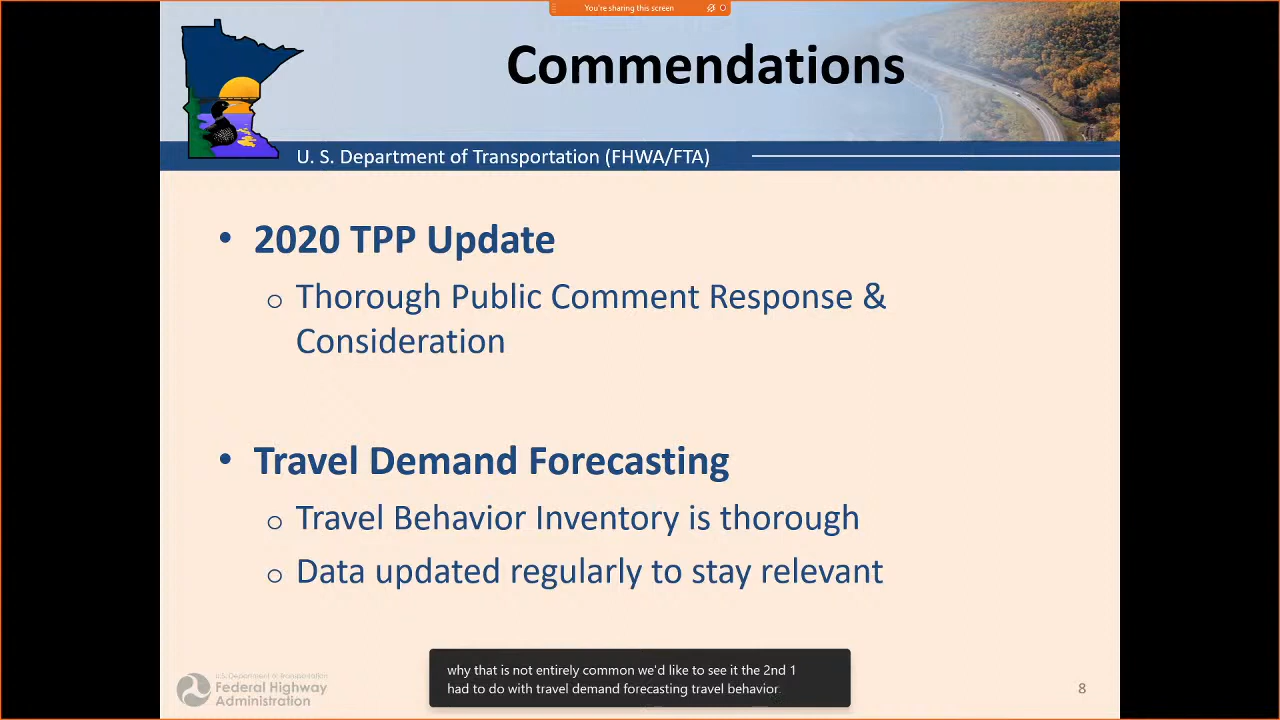 You're sharing this screen
Commendations
U. S. Department of Transportation (FHWA/FTA)
• 2020 TPP Update
o Thorough Public Comment Response &
Consideration
• Travel Demand Forecasting
o Travel Behavior Inventory is thorough
o Data updated regularly to stay relevant
why that is not entirely common we'd like to see it the 2nd 1
had to do with travel demand forecasting travel behavior
U.S. Department of Transportation
Federal Highway
Administration
8